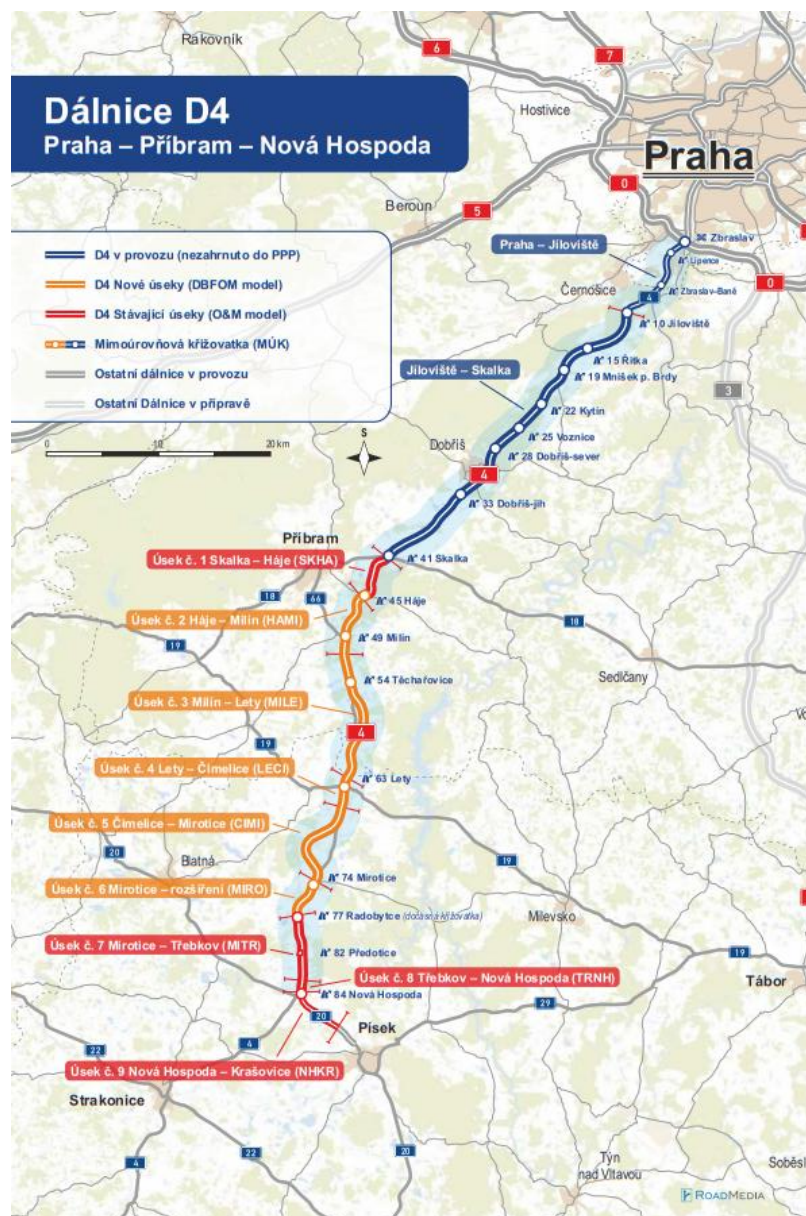 Rakovník
6
7
Dálnice D4
Praha – Příbram – Nová Hospoda
Hostivice
Praha
0
Beroun
5
D4 v provozu (nezahrnuto do PPP)
D4 Nové úseky (DBFOM model)
D4 Stávající úseky (O&M model)
Mimoúrovňová křižovatka (MÚK)
Ostatní dálnice v provozu
Ostatní Dálnice v přípravě
0 10 20 km
S
Praha – Jíloviště
Zbraslav
Lipence
0
Černošice
Zbraslav–Baně
4
10 Jíloviště
15 Řitka
Jíloviště – Skalka
19 Mníšek p. Brdy
3
22 Kytín
25 Voznice
Dobříš
28 Dobříš-sever
4
33 Dobříš-jih
Příbram
Úsek č. 1 Skalka – Háje (SKHA)
41 Skalka
18
66
45 Háje
Úsek č. 2 Háje – Milín (HAMI)
18
19
49 Milín
54 Těchařovice
Sedlčany
Úsek č. 3 Milín – Lety (MILE)
4
19
Úsek č. 4 Lety – Čimelice (LECI)
63 Lety
Úsek č. 5 Čimelice – Mirotice (CIMI)
20
Blatná
19
74 Mirotice
Úsek č. 6 Mirotice – rozšíření (MIRO)
77 Radobytce (dočasná křižovatka)
Milevsko
Úsek č. 7 Mirotice – Třebkov (MITR)
82 Předotice
19
Úsek č. 8 Třebkov – Nová Hospoda (TRNH)
Tábor
84 Nová Hospoda
29
20
Písek
22
4
Úsek č. 9 Nová Hospoda – Krašovice (NHKR)
Strakonice
22
20
4
Týn
nad Vltavou
Soběsl
ROADMEDIA